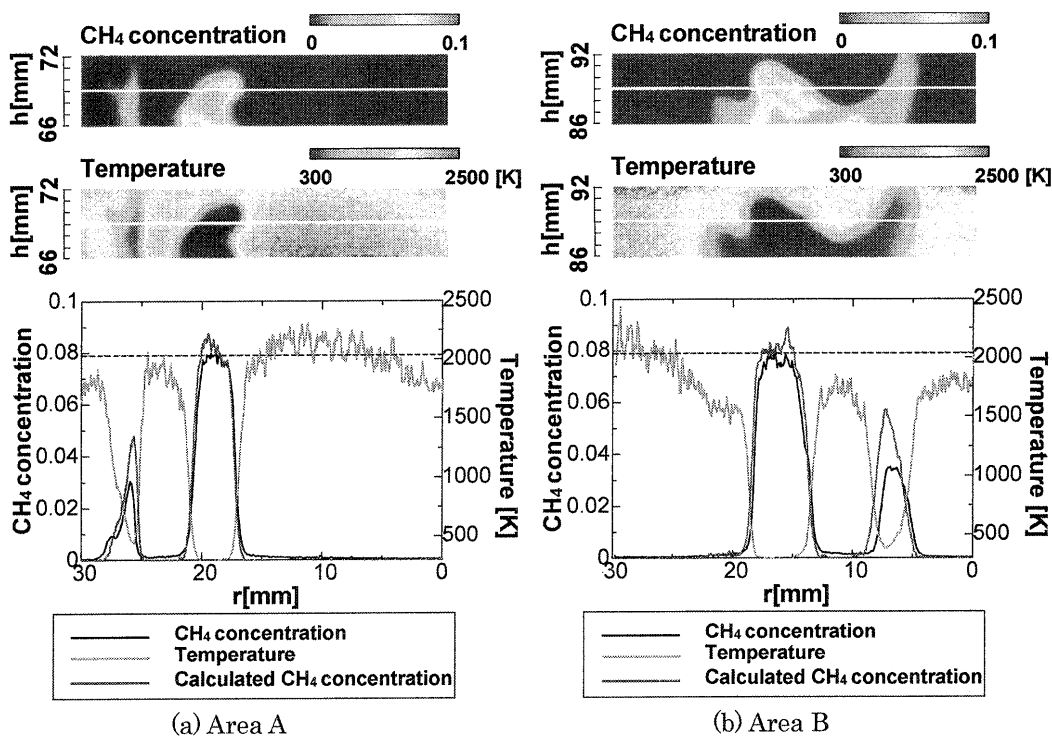 CH4 concentration
0
0.1
h[mm]
72
66
Temperature
300
2500 [K]
h[mm]
72
66
0.1
0.08
0.06
0.04
0.02
0
CH4 concentration
2500
2000
1500
1000
500
Temperature [K]
30
20
10
0
r[mm]
CH4 concentration
Temperature
Calculated CH4 concentration
(a) Area A
CH4 concentration
0
0.1
h[mm]
92
86
Temperature
300
2500 [K]
h[mm]
92
86
0.1
0.08
0.06
0.04
0.02
0
CH4 concentration
2500
2000
1500
1000
500
Temperature [K]
30
20
10
0
r[mm]
CH4 concentration
Temperature
Calculated CH4 concentration
(b) Area B